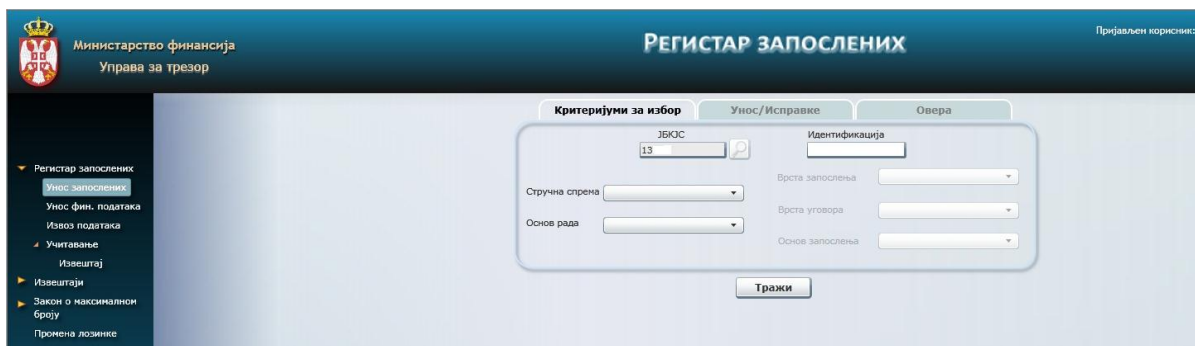 Министарство финансија
Управа за трезор
РЕГИСТАР ЗАПОСЛЕНИХ
Пријављен корисник:
Критеријуми за избор
Унос/Исправке
Овера
ЈБКЈС
Идентификација
13
Стручна спрема
Врста запослења
Основ рада
Врста уговора
Основ запослења
Тражи
Регистар запослених
Унос запослених
Унос фин. података
Извоз података
Учитавање
Извештај
Извештаји
Закон о максималном
броју
Промена лозинке